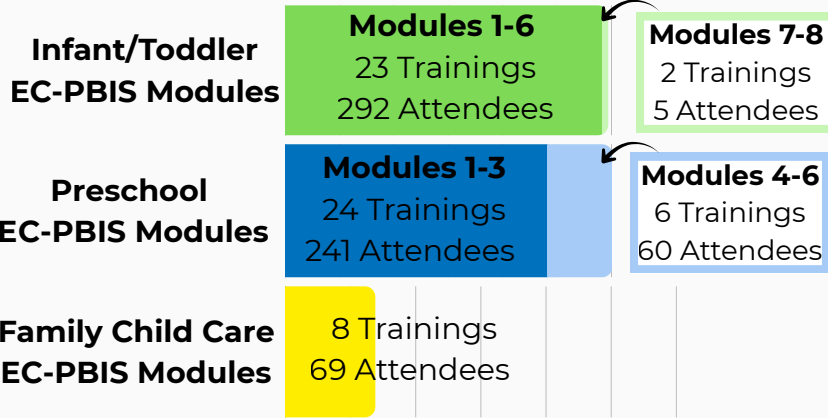 Infant/Toddler
EC-PBIS Modules
Modules 1-6
23 Trainings
292 Attendees
Modules 7-8
2 Trainings
5 Attendees
Preschool
EC-PBIS Modules
Modules 1-3
24 Trainings
241 Attendees
Modules 4-6
6 Trainings
60 Attendees
Family Child Care
EC-PBIS Modules
8 Trainings
69 Attendees